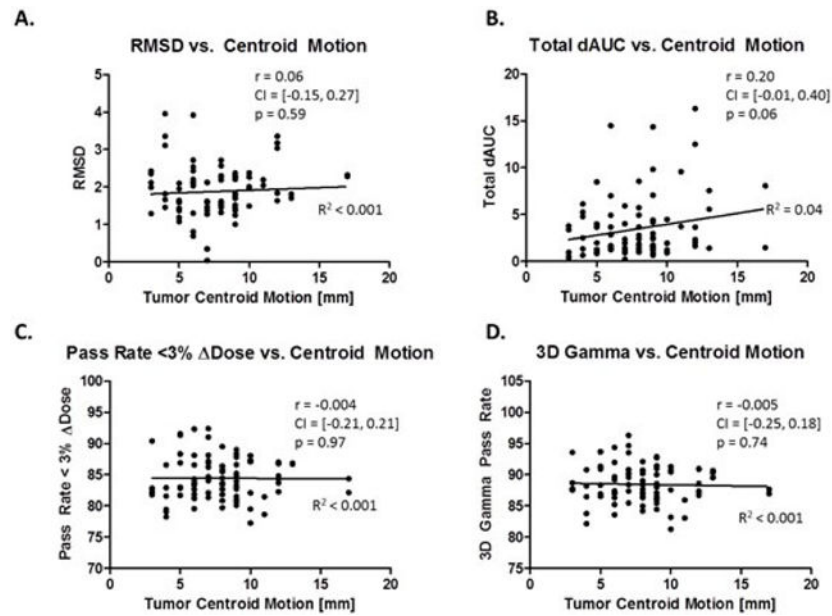 A.
RMSD vs. Centroid Motion
r = 0.06
CI = [-0.15, 0.27]
p = 0.59
5
4
3
2
1
0
RMSD
R² < 0.001
0 5 10 15 20
Tumor Centroid Motion [mm]
B.
Total dAUC vs. Centroid Motion
r = 0.20
CI = [-0.01, 0.40]
p = 0.06
20
15
10
5
0
Total dAUC
R² = 0.04
0 5 10 15 20
Tumor Centroid Motion [mm]
C.
Pass Rate <3% ΔDose vs. Centroid Motion
r = -0.004
CI = [-0.21, 0.21]
p = 0.97
100
95
90
85
80
75
70
Pass Rate < 3% ΔDose
R² < 0.001
0 5 10 15 20
Tumor Centroid Motion [mm]
D.
3D Gamma vs. Centroid Motion
r = -0.005
CI = [-0.25, 0.18]
p = 0.74
105
100
95
90
85
80
75
3D Gamma Pass Rate
R² < 0.001
0 5 10 15 20
Tumor Centroid Motion [mm]